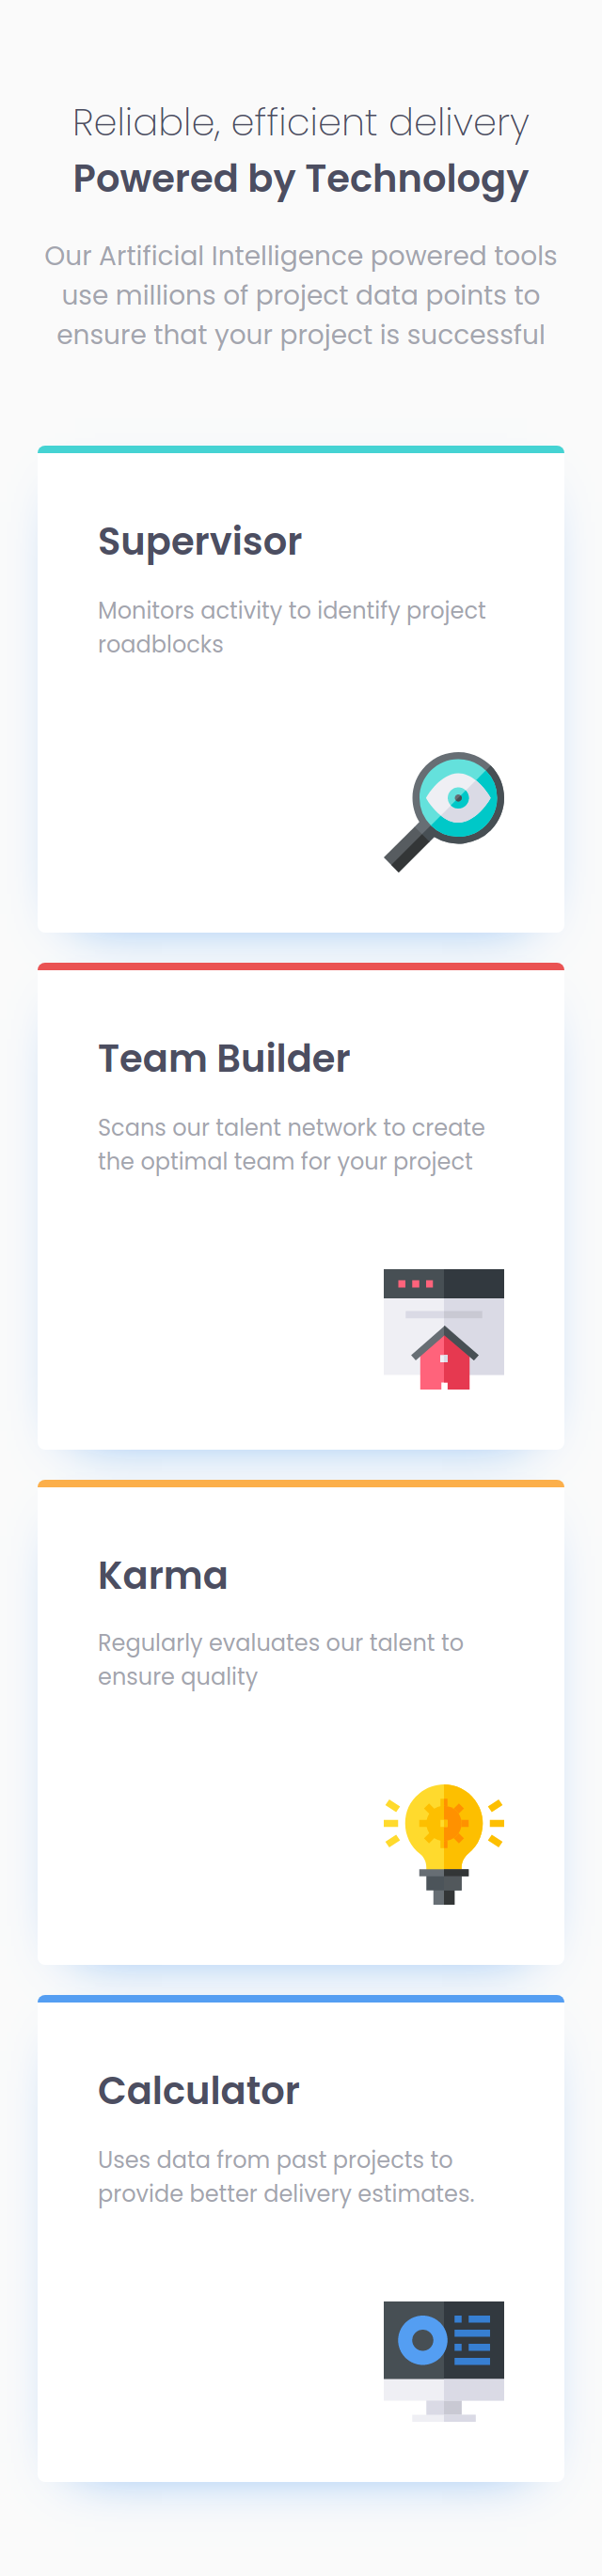 Reliable, efficient delivery
Powered by Technology
Our Artificial Intelligence powered tools
use millions of project data points to
ensure that your project is successful
Supervisor
Monitors activity to identify project
roadblocks
Team Builder
Scans our talent network to create
the optimal team for your project
Karma
Regularly evaluates our talent to
ensure quality
Calculator
Uses data from past projects to
provide better delivery estimates.